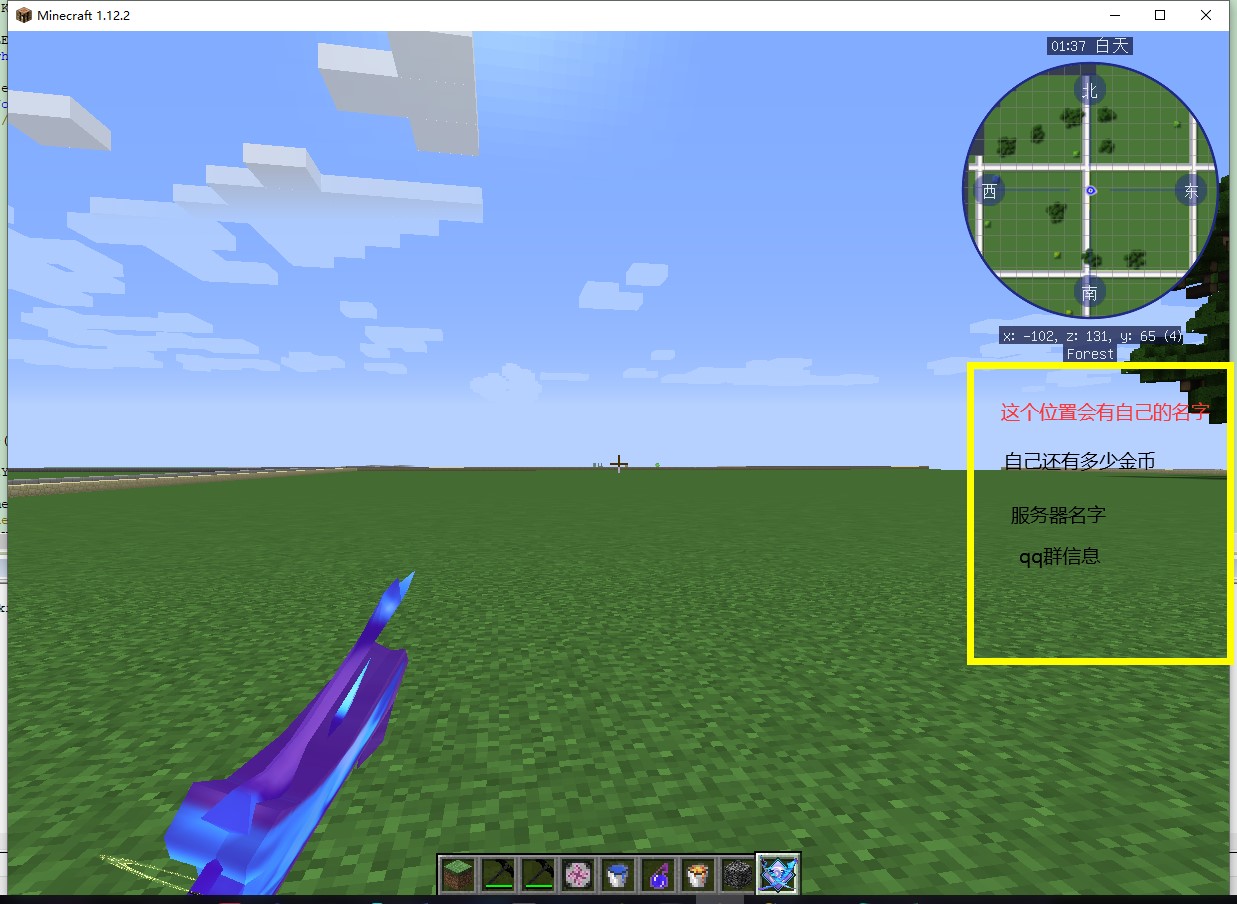 Minecraft 1.12.2
01:37 白天
北
西
东
南
x: -102, z: 131, y: 65 (4)
Forest
这个位置会有自己的名字
自己还有多少金币
服务器名字
qq群信息